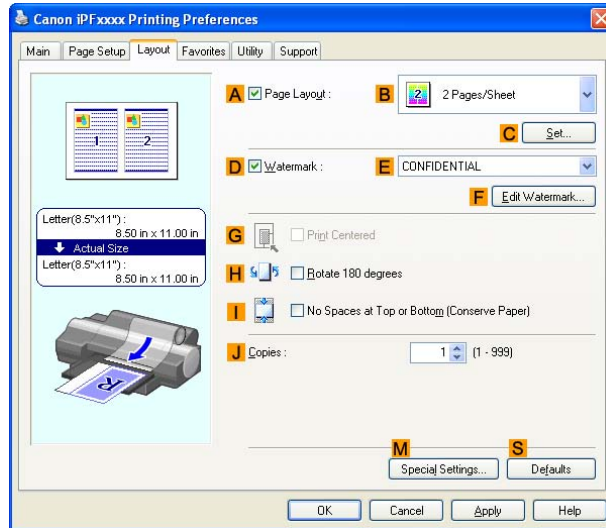 Canon iPFxxxx Printing Preferences
Main Page Setup Layout Favorites Utility Support
A Page Layout : B 2 2 Pages/Sheet
1 2
C Set...
D Watermark : E CONFIDENTIAL
F Edit Watermark...
Letter(8.5"x11") :
8.50 in x 11.00 in
Actual Size
Letter(8.5"x11") :
8.50 in x 11.00 in
G Print Centered
H Rotate 180 degrees
I No Spaces at Top or Bottom (Conserve Paper)
J Copies : 1 (1 - 999)
R
M S
Special Settings... Defaults
OK Cancel Apply Help